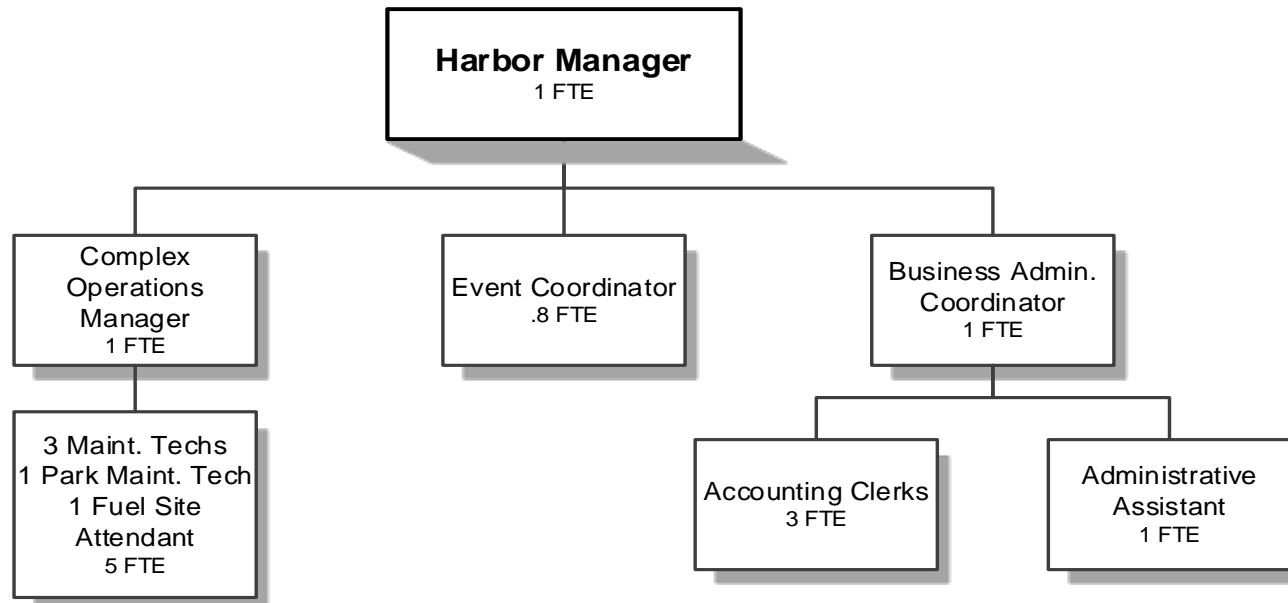 Harbor Manager
1 FTE
Complex
Operations
Manager
1 FTE
Event Coordinator
.8 FTE
Business Admin.
Coordinator
1 FTE
3 Maint. Techs
1 Park Maint. Tech
1 Fuel Site
Attendant
5 FTE
Accounting Clerks
3 FTE
Administrative
Assistant
1 FTE